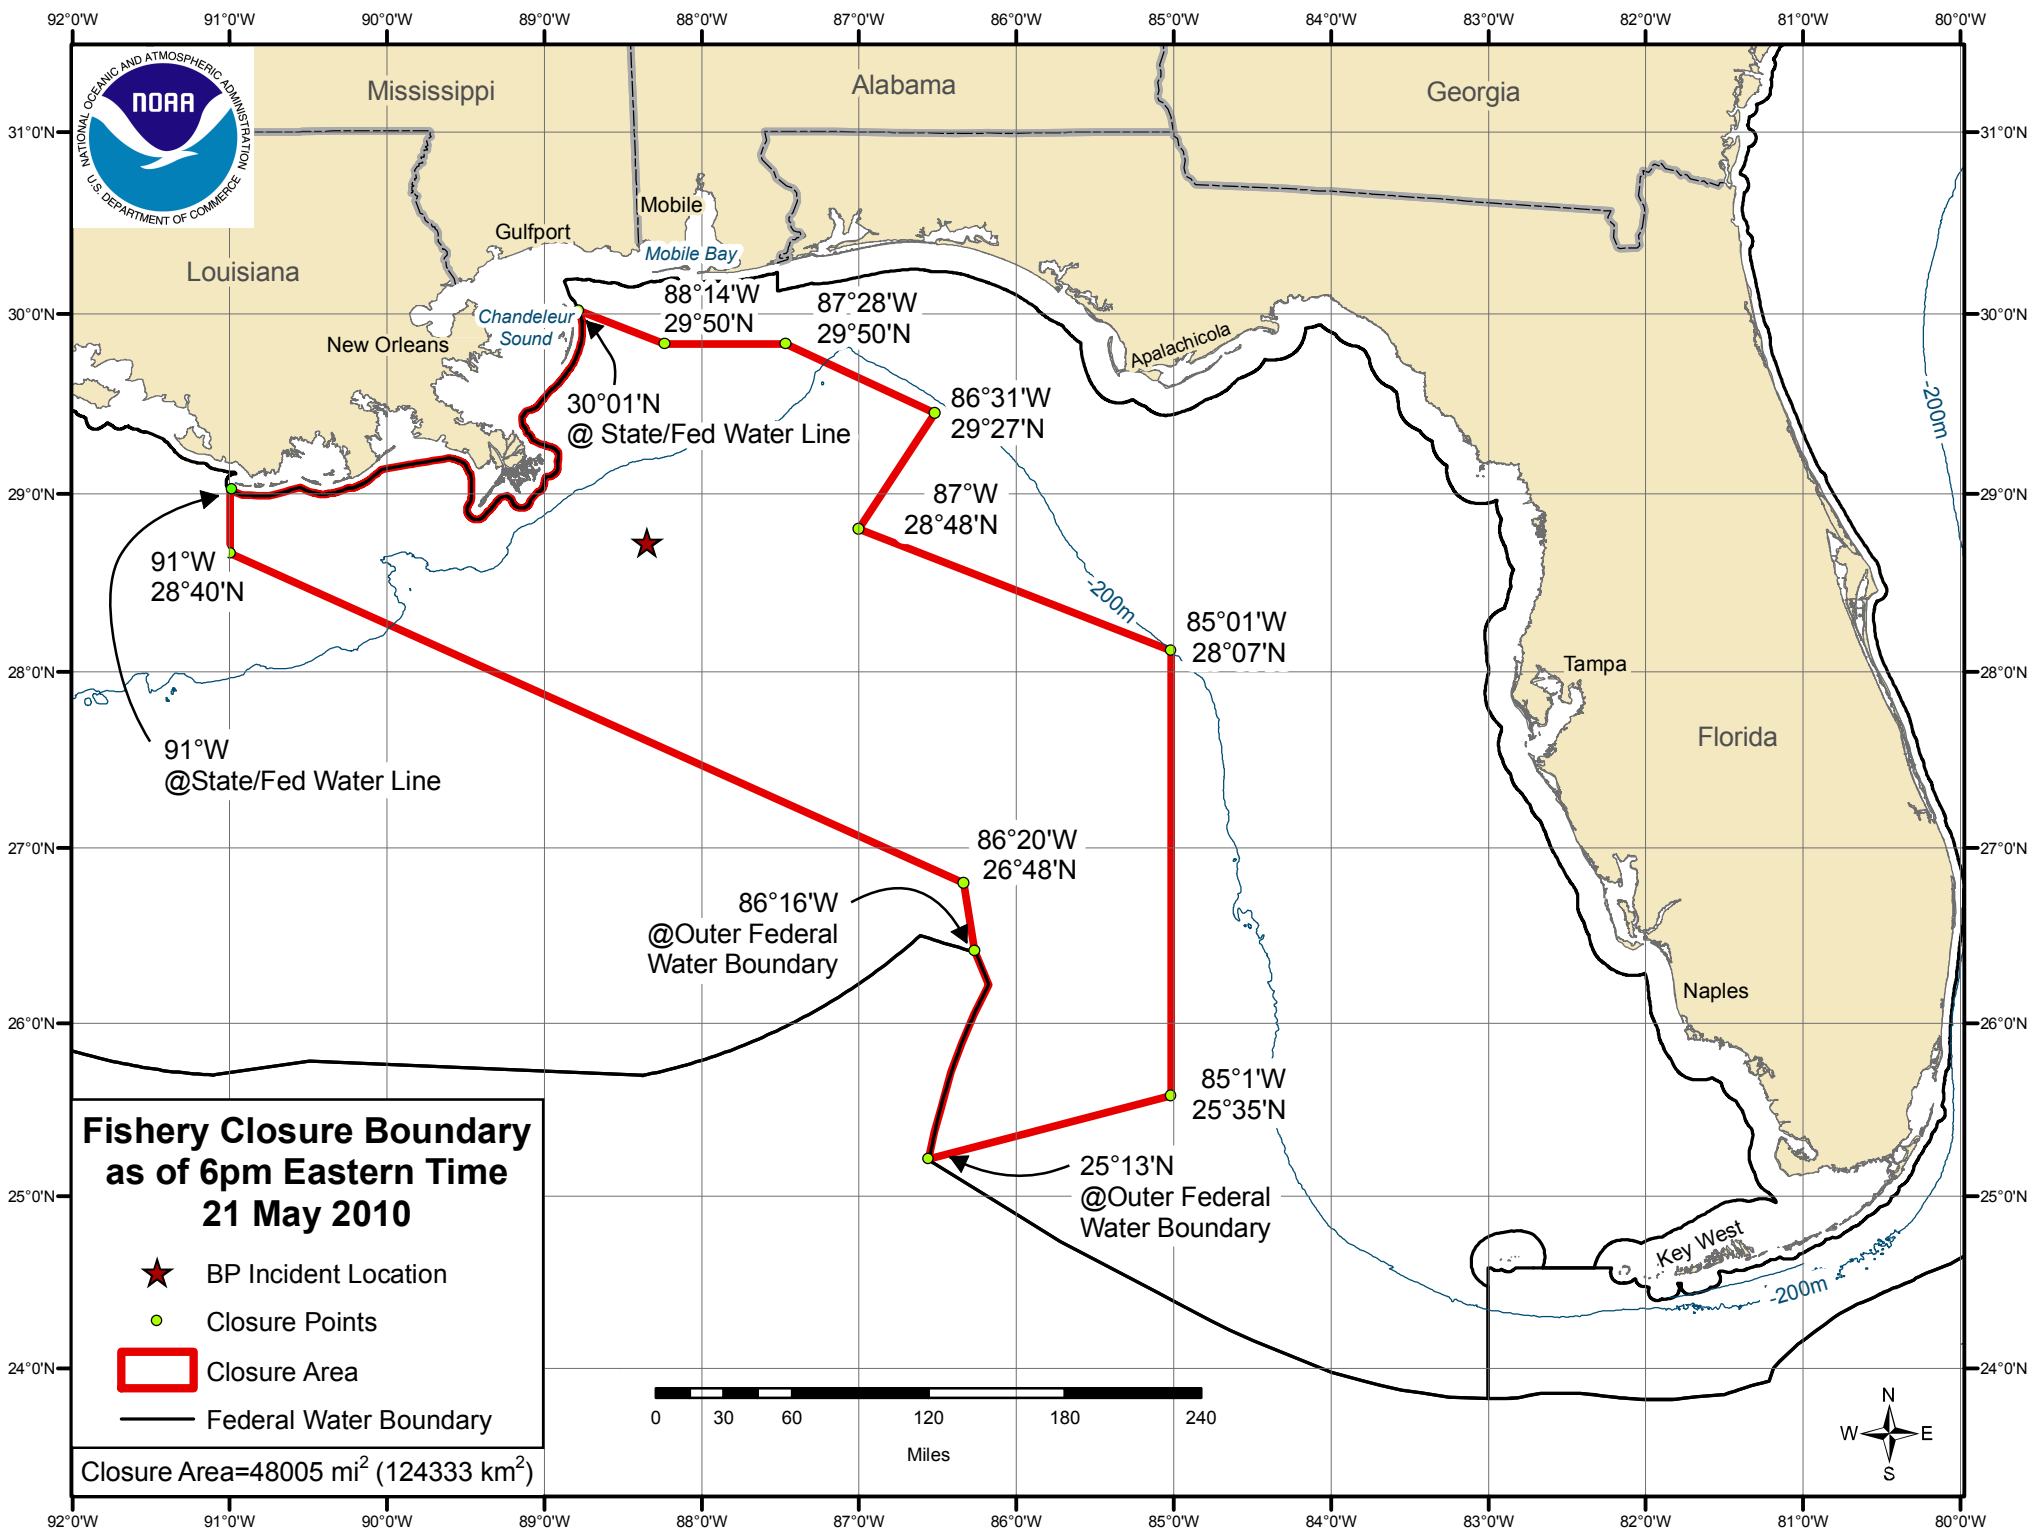 92°0'W 91°0'W 90°0'W 89°0'W 88°0'W 87°0'W 86°0'W 85°0'W 84°0'W 83°0'W 82°0'W 81°0'W 80°0'W
NATIONAL OCEANIC AND ATMOSPHERIC ADMINISTRATION
NOAA
U.S. DEPARTMENT OF COMMERCE
Mississippi
Alabama
Georgia
31°0'N 31°0'N
Mobile
Gulfport
Mobile Bay
Louisiana
88°14'W
29°50'N
87°28'W
29°50'N
30°0'N 30°0'N
Chandeleur
Sound
New Orleans
Apalachicola
-200m
30°01'N
@ State/Fed Water Line
86°31'W
29°27'N
29°0'N 29°0'N
87°W
28°48'N
91°W
28°40'N
-200m
85°01'W
28°07'N
28°0'N 28°0'N
Tampa
Florida
91°W
@State/Fed Water Line
27°0'N 27°0'N
86°20'W
26°48'N
86°16'W
@Outer Federal
Water Boundary
Naples
26°0'N 26°0'N
85°1'W
25°35'N
25°13'N
@Outer Federal
Water Boundary
25°0'N 25°0'N
Key West
-200m
24°0'N 24°0'N
Fishery Closure Boundary
as of 6pm Eastern Time
21 May 2010
BP Incident Location
Closure Points
Closure Area
Federal Water Boundary
Closure Area=48005 mi² (124333 km²)
0 30 60 120 180 240
Miles
N
W E
S
92°0'W 91°0'W 90°0'W 89°0'W 88°0'W 87°0'W 86°0'W 85°0'W 84°0'W 83°0'W 82°0'W 81°0'W 80°0'W